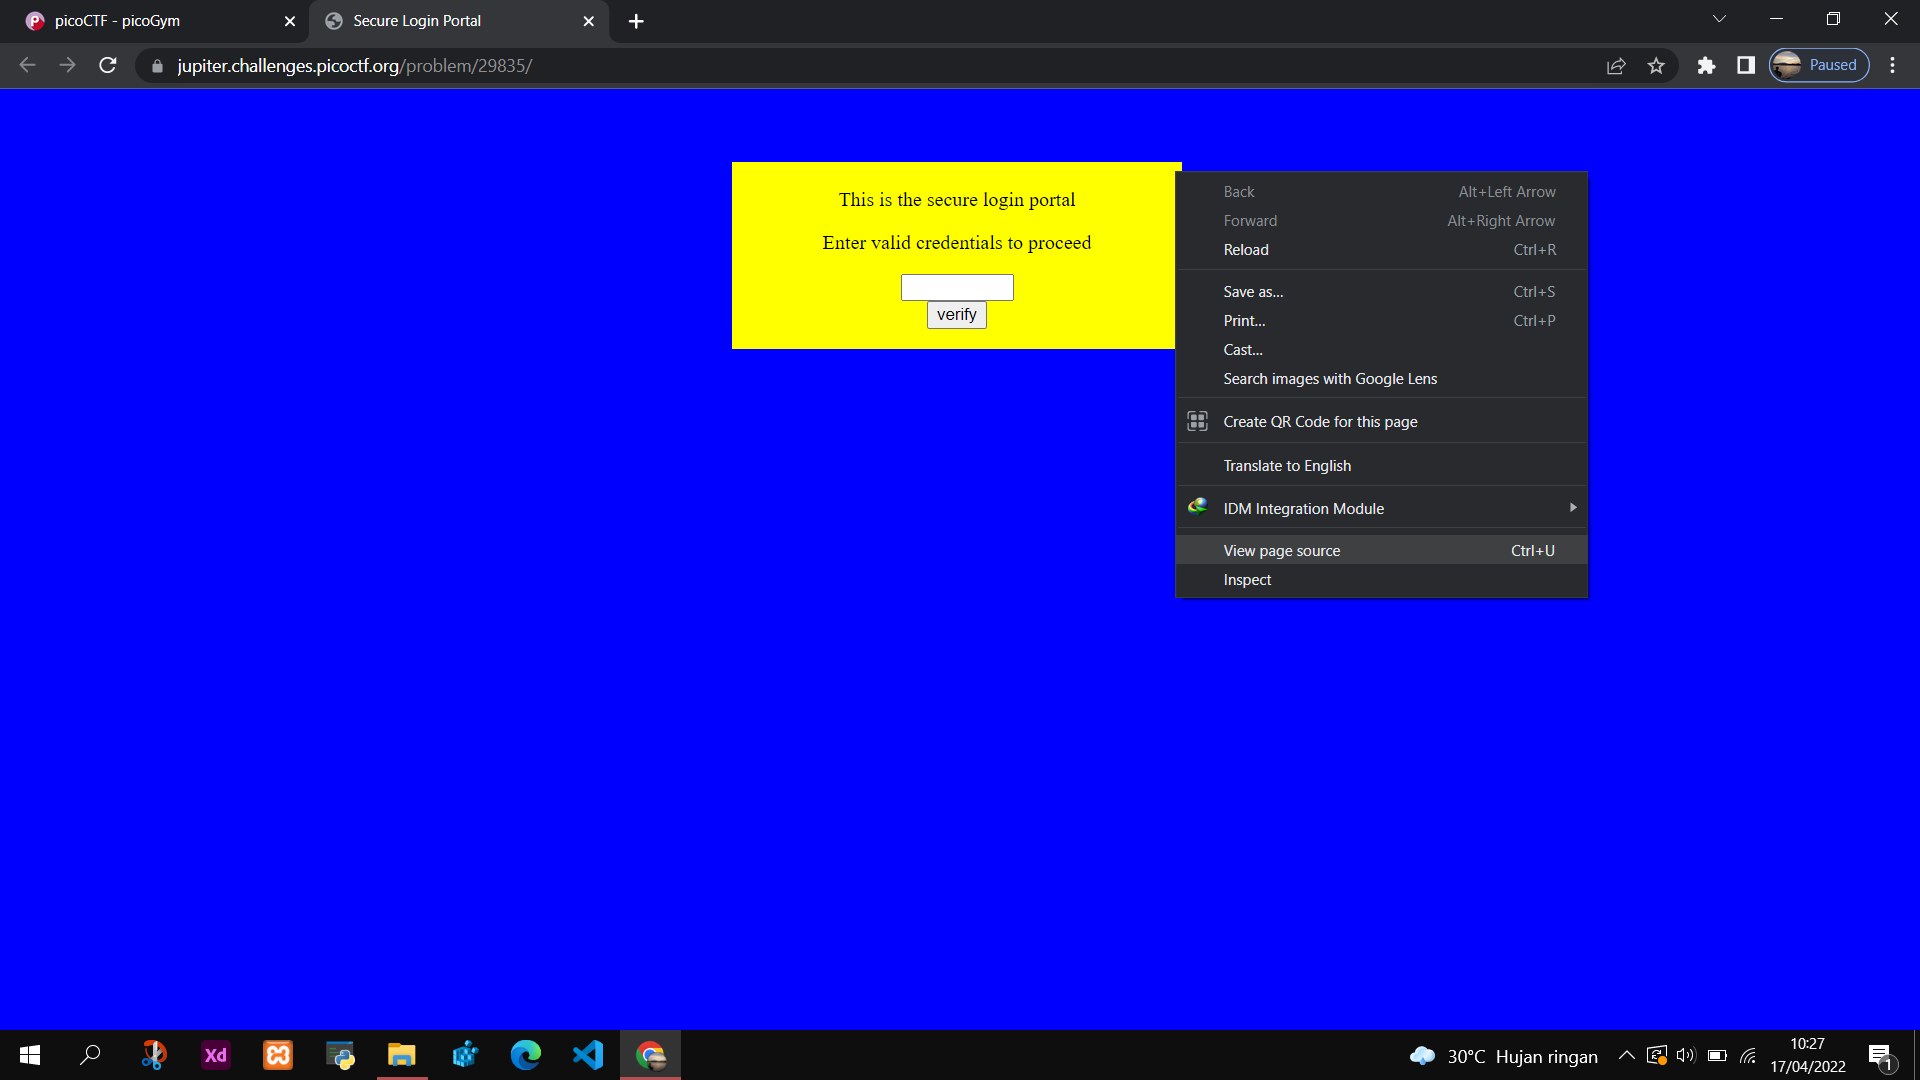 picoCTF - picoGym
Secure Login Portal
jupiter.challenges.picoctf.org/problem/29835/
Paused
This is the secure login portal
Enter valid credentials to proceed
verify
Back Alt+Left Arrow
Forward Alt+Right Arrow
Reload Ctrl+R
Save as... Ctrl+S
Print... Ctrl+P
Cast...
Search images with Google Lens
Create QR Code for this page
Translate to English
IDM Integration Module
View page source Ctrl+U
Inspect
Xd
30°C Hujan ringan
10:27
17/04/2022
1